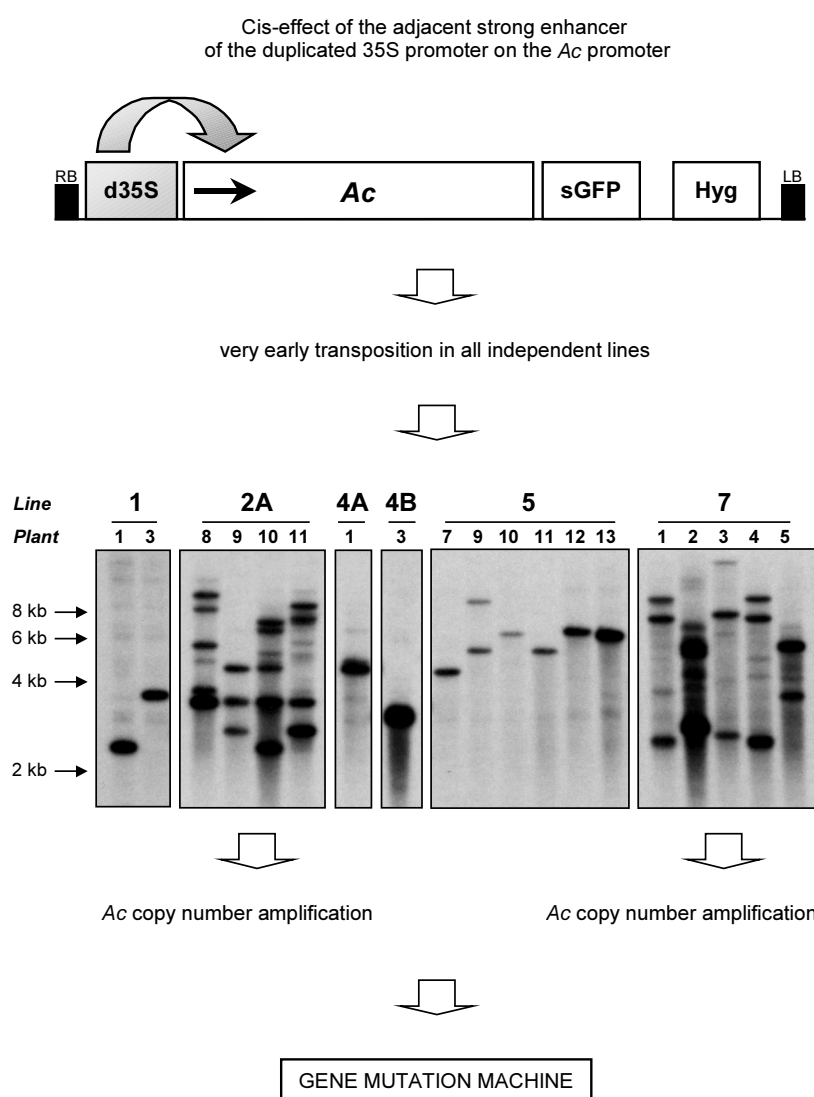 Cis-effect of the adjacent strong enhancer
of the duplicated 35S promoter on the Ac promoter
RB d35S Ac sGFP Hyg LB
very early transposition in all independent lines
Line 1 2A 4A 4B 5 7
Plant 1 3 8 9 10 11 1 3 7 9 10 11 12 13 1 2 3 4 5
8 kb
6 kb
4 kb
2 kb
Ac copy number amplification Ac copy number amplification
GENE MUTATION MACHINE